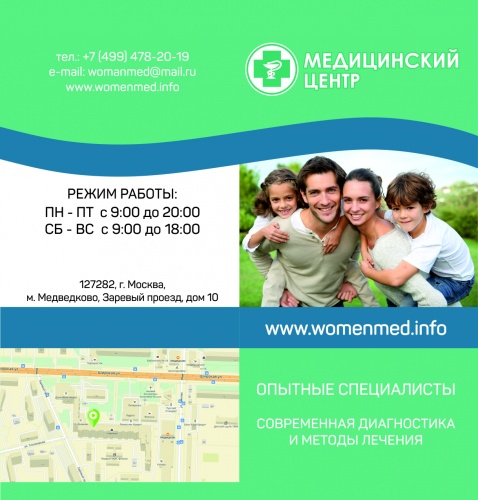 тел.: +7 (499) 478-20-19
e-mail: womanmed@mail.ru
www.womenmed.info
МЕДИЦИНСКИЙ
ЦЕНТР
РЕЖИМ РАБОТЫ:
ПН - ПТ с 9:00 до 20:00
СБ - ВС с 9:00 до 18:00
127282, г. Москва,
м. Медведково, Заревый проезд, дом 10
www.womenmed.info
ОПЫТНЫЕ СПЕЦИАЛИСТЫ
СОВРЕМЕННАЯ ДИАГНОСТИКА
И МЕТОДЫ ЛЕЧЕНИЯ